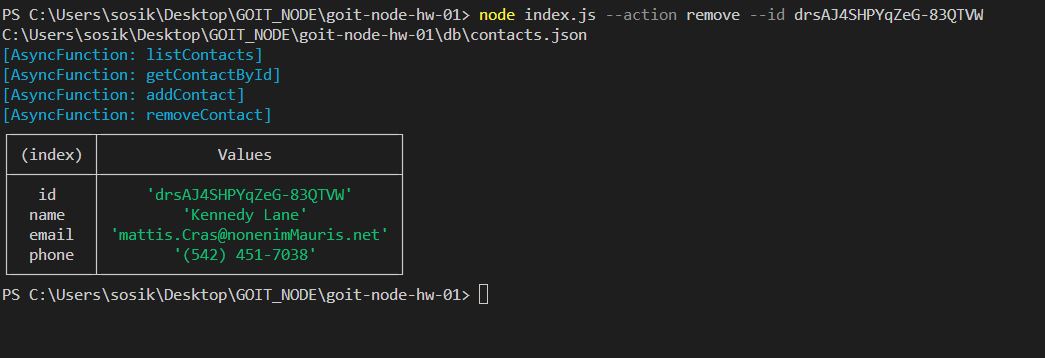 PS C:\Users\sosik\Desktop\GOIT_NODE\goit-node-hw-01> node index.js --action remove --id drsAJ4SHPYqZeG-83QTVW
C:\Users\sosik\Desktop\GOIT_NODE\goit-node-hw-01\db\contacts.json
[AsyncFunction: listContacts]
[AsyncFunction: getContactById]
[AsyncFunction: addContact]
[AsyncFunction: removeContact]
(index) Values
id 'drsAJ4SHPYqZeG-83QTVW'
name 'Kennedy Lane'
email 'mattis.Cras@nonenimMauris.net'
phone '(542) 451-7038'
PS C:\Users\sosik\Desktop\GOIT_NODE\goit-node-hw-01>